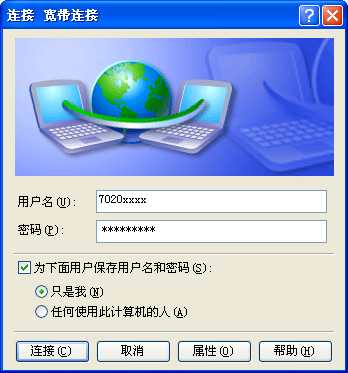 连接 宽带连接
用户名(U): 7020xxxx
密码(P): *********
为下面用户保存用户名和密码(S):
只是我(N)
任何使用此计算机的人(A)
连接(C) 取消 属性(O) 帮助(H)